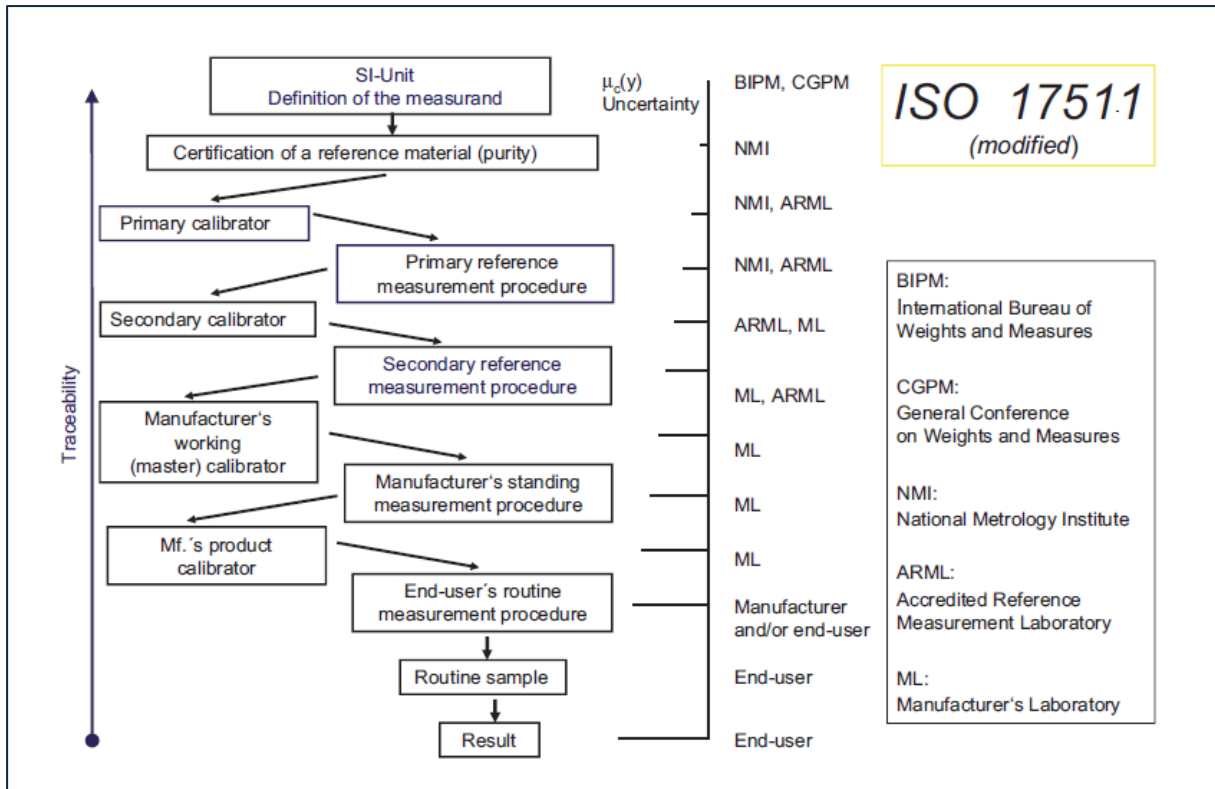 SI-Unit
Definition of the measurand
Certification of a reference material (purity)
Primary calibrator
Primary reference
measurement procedure
Secondary calibrator
Secondary reference
measurement procedure
Manufacturer‘s
working
(master) calibrator
Manufacturer‘s standing
measurement procedure
Mf.´s product
calibrator
End-user´s routine
measurement procedure
Routine sample
Result
Traceability
μc(y)
Uncertainty
BIPM, CGPM
NMI
NMI, ARML
NMI, ARML
ARML, ML
ML, ARML
ML
ML
ML
Manufacturer
and/or end-user
End-user
End-user
ISO 17511
(modified)
BIPM:
International Bureau of
Weights and Measures
CGPM:
General Conference
on Weights and Measures
NMI:
National Metrology Institute
ARML:
Accredited Reference
Measurement Laboratory
ML:
Manufacturer‘s Laboratory